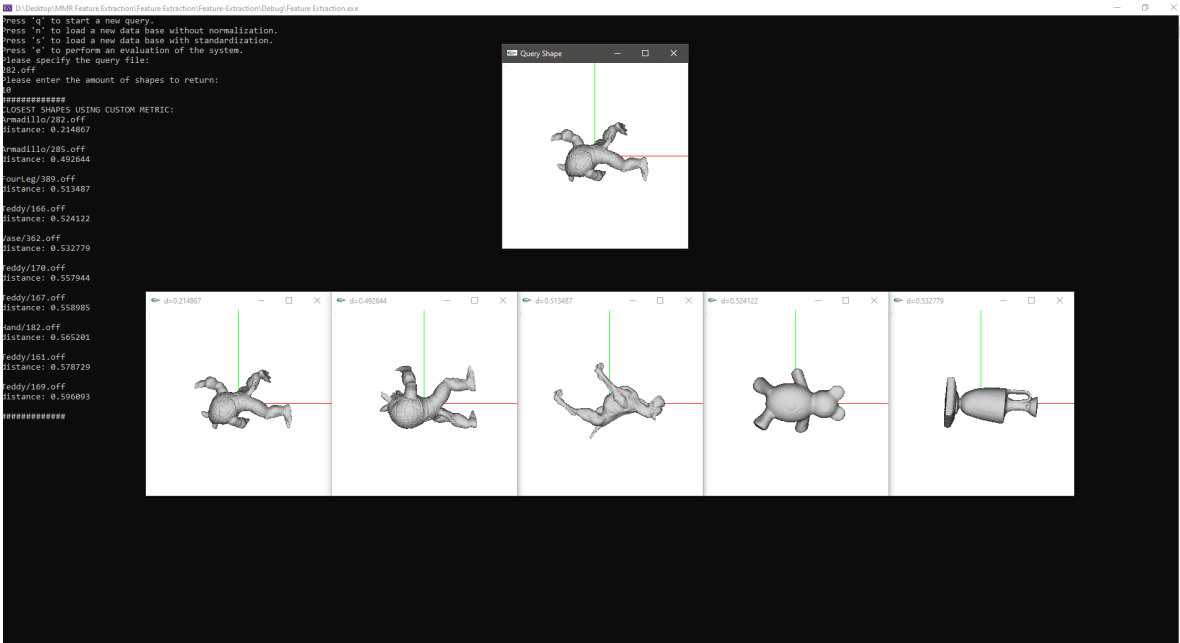 D:\Desktop\MMR Feature Extraction\Feature Extraction\Feature-Extraction\Debug\Feature Extraction.exe
Press 'q' to start a new query.
Press 'n' to load a new data base without normalization.
Press 's' to load a new data base with standardization.
Press 'e' to perform an evaluation of the system.
Please specify the query file:
282.off
Please enter the amount of shapes to return:
10
#############
CLOSEST SHAPES USING CUSTOM METRIC:
Armadillo/282.off
distance: 0.214867
Armadillo/285.off
distance: 0.492644
FourLeg/389.off
distance: 0.513487
Teddy/166.off
distance: 0.524122
Vase/362.off
distance: 0.532779
Teddy/170.off
distance: 0.557944
Teddy/167.off
distance: 0.558985
Hand/182.off
distance: 0.565201
Teddy/161.off
distance: 0.578729
Teddy/169.off
distance: 0.596093
#############
Query Shape
d=0.214867
d=0.492644
d=0.513487
d=0.524122
d=0.532779